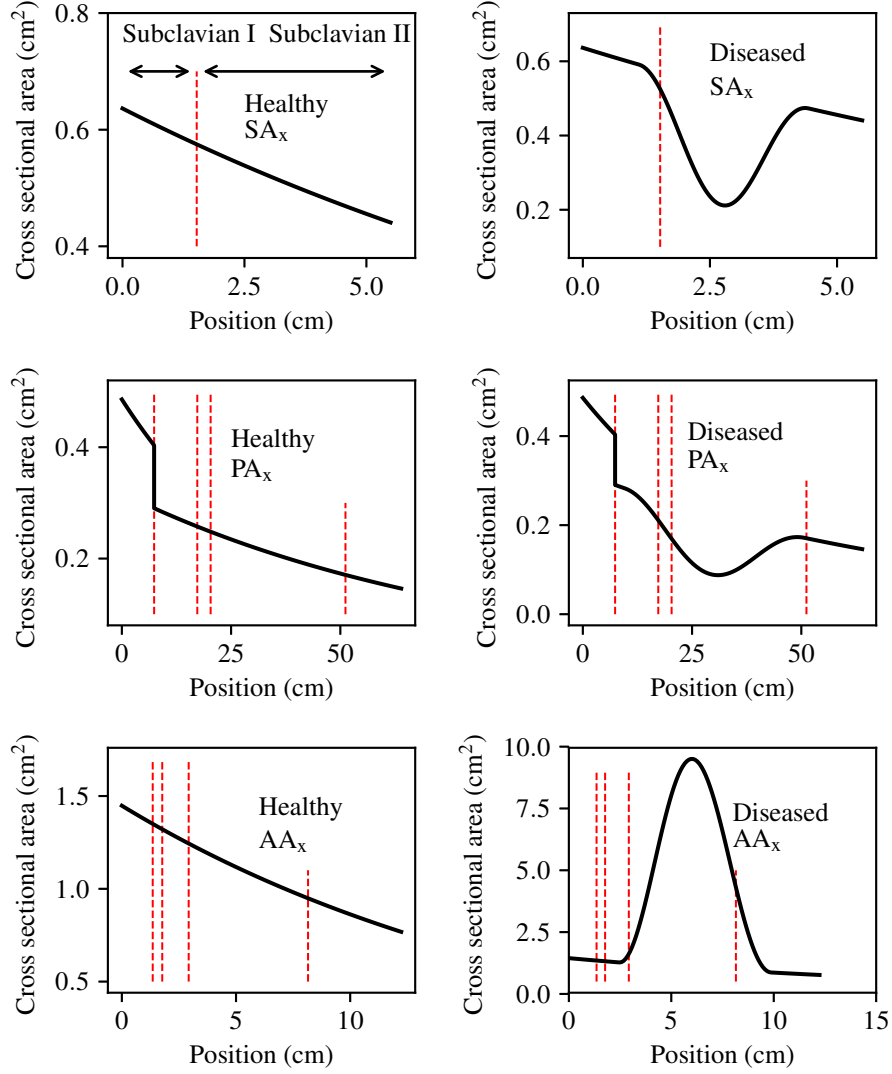 Cross sectional area (cm²)
0.8
0.6
0.4
Subclavian I
Subclavian II
Healthy
SAₓ
0.0
2.5
5.0
Position (cm)
Cross sectional area (cm²)
0.6
0.4
0.2
Diseased
SAₓ
0.0
2.5
5.0
Position (cm)
Cross sectional area (cm²)
0.4
0.2
Healthy
PAₓ
0
25
50
Position (cm)
Cross sectional area (cm²)
0.4
0.2
0.0
Diseased
PAₓ
0
25
50
Position (cm)
Cross sectional area (cm²)
1.5
1.0
0.5
Healthy
AAₓ
0
5
10
Position (cm)
Cross sectional area (cm²)
10.0
7.5
5.0
2.5
0.0
Diseased
AAₓ
0
5
10
15
Position (cm)